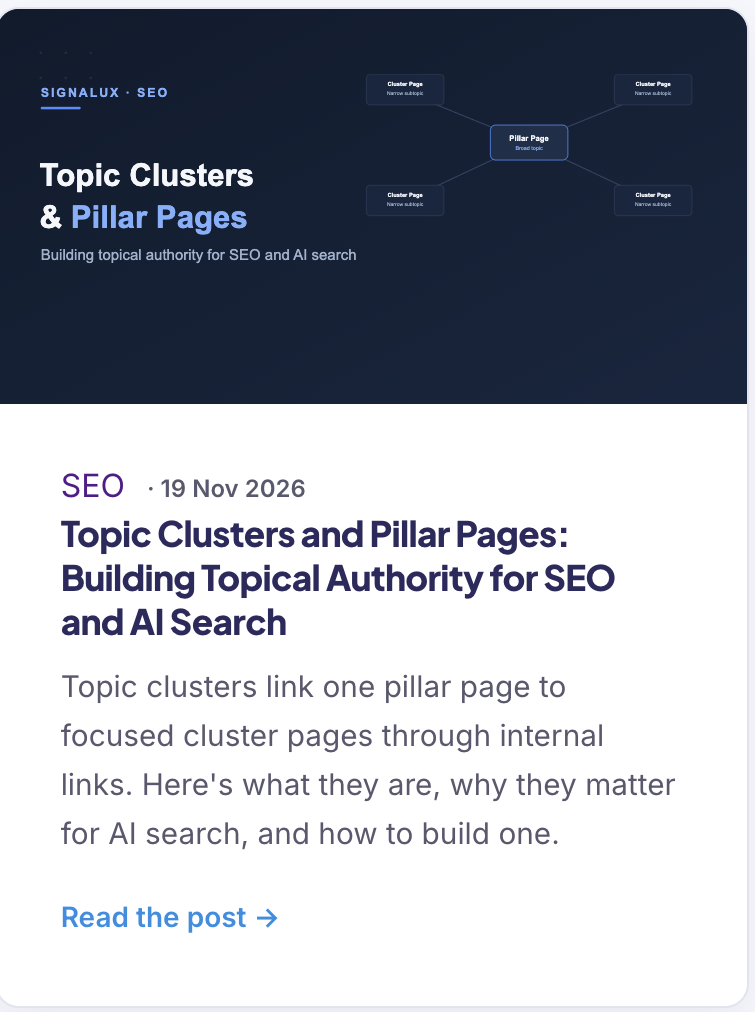 SIGNALUX · SEO
Topic Clusters
& Pillar Pages
Building topical authority for SEO and AI search
Cluster Page
Narrow subtopic
Cluster Page
Narrow subtopic
Pillar Page
Broad topic
Cluster Page
Narrow subtopic
Cluster Page
Narrow subtopic
SEO · 19 Nov 2026
Topic Clusters and Pillar Pages:
Building Topical Authority for SEO
and AI Search
Topic clusters link one pillar page to
focused cluster pages through internal
links. Here's what they are, why they matter
for AI search, and how to build one.
Read the post →